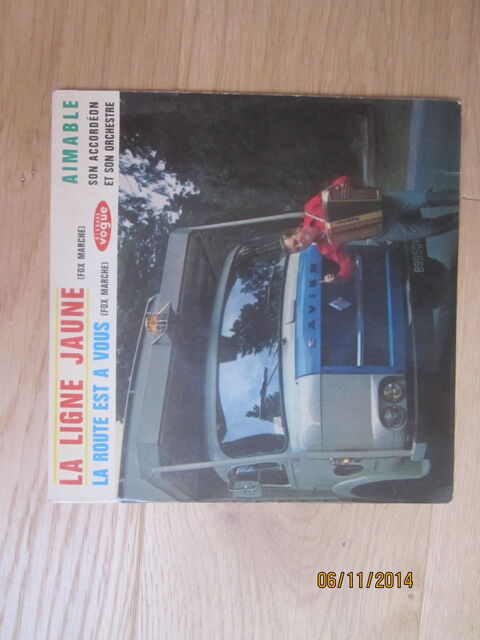 LA LIGNE JAUNE (FOX MARCHE)
LA ROUTE EST A VOUS (FOX MARCHE)
DISQUES
vogue
AIMABLE
SON ACCORDÉON
ET SON ORCHESTRE
SAVIEM
06/11/2014